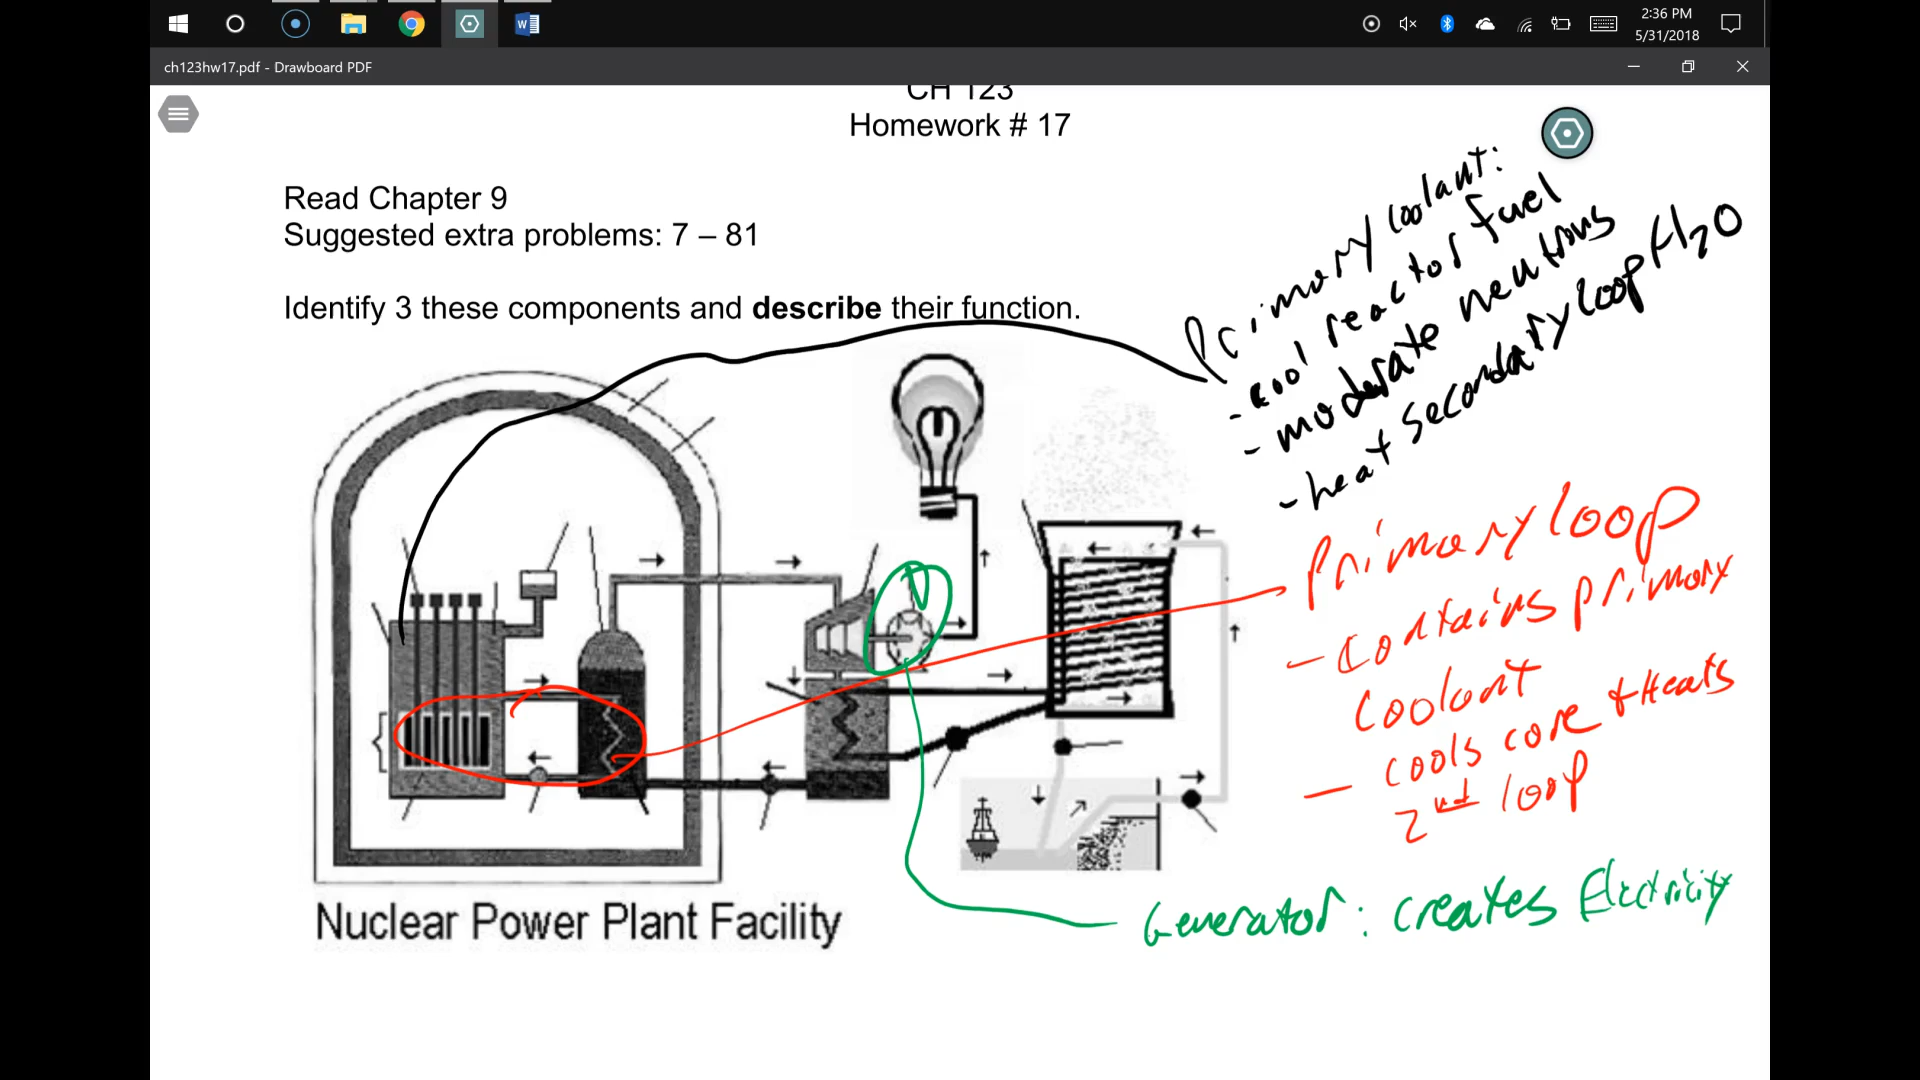 2:36 PM
5/31/2018
ch123hw17.pdf - Drawboard PDF
CH 123
Homework # 17
Read Chapter 9
Suggested extra problems: 7 – 81
Identify 3 these components and describe their function.
Primary coolant:
- cool reactor fuel
- moderate neutrons
- heat secondary loop H2O
Primary loop
- contains primary
coolant
- cools core + Heats
2nd loop
Generator: creates Electricity
Nuclear Power Plant Facility